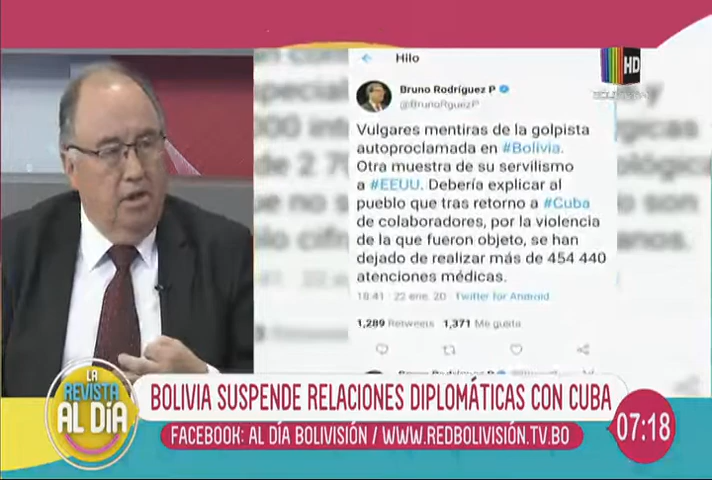 Hilo
HD
Bruno Rodríguez P
@BrunoRguezP
Vulgares mentiras de la golpista
autoproclamada en #Bolivia.
Otra muestra de su servilismo
a #EEUU. Debería explicar al
pueblo que tras retorno a #Cuba
de colaboradores, por la violencia
de la que fueron objeto, se han
dejado de realizar más de 454 440
atenciones médicas.
18:41 · 22 ene. 20 · Twitter for Android
1,289 Retweets 1,371 Me gusta
LA
REVISTA
AL DÍA
BOLIVIA SUSPENDE RELACIONES DIPLOMÁTICAS CON CUBA
FACEBOOK: AL DÍA BOLIVISIÓN / WWW.REDBOLIVISIÓN.TV.BO
07:18